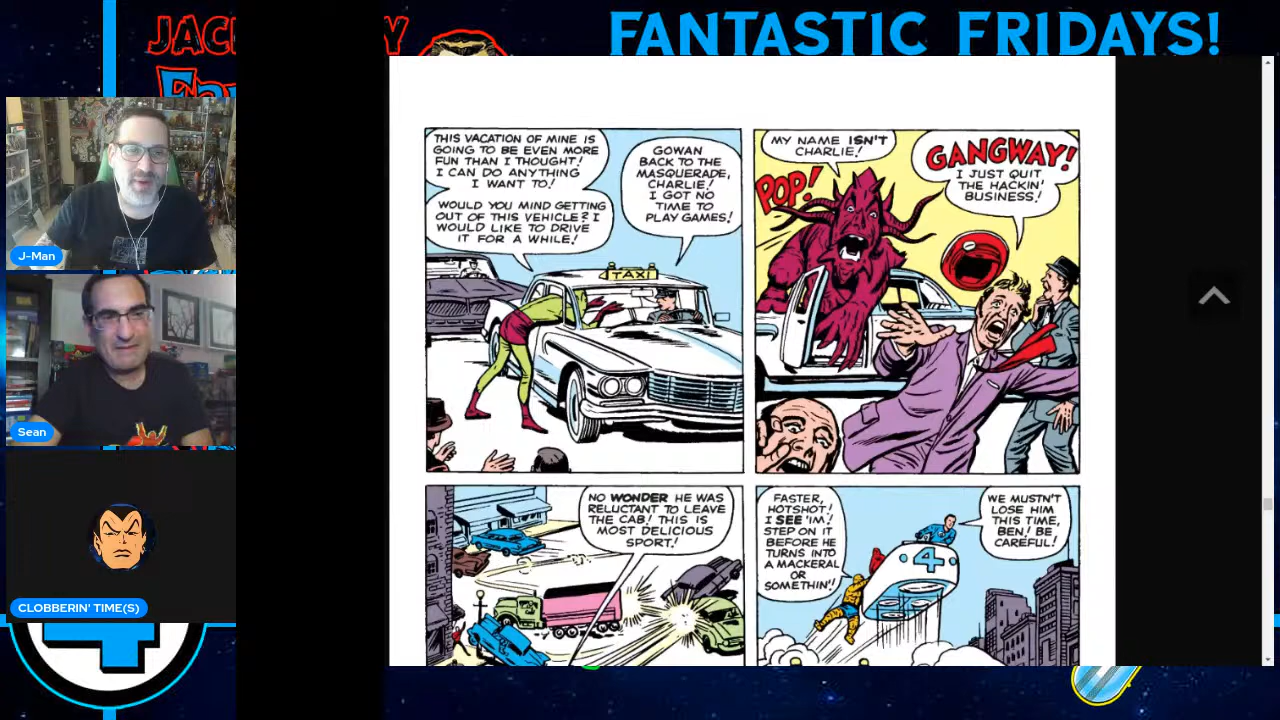 JACK
Y
FANTASTIC FRIDAYS!
J-Man
Sean
CLOBBERIN' TIME(S)
THIS VACATION OF MINE IS
GOING TO BE EVEN MORE
FUN THAN I THOUGHT!
I CAN DO ANYTHING
I WANT TO!
WOULD YOU MIND GETTING
OUT OF THIS VEHICLE? I
WOULD LIKE TO DRIVE
IT FOR A WHILE!
GOWAN
BACK TO THE
MASQUERADE,
CHARLIE!
I GOT NO
TIME TO
PLAY GAMES!
TAXI
MY NAME ISN'T
CHARLIE!
POP!
GANGWAY!
I JUST QUIT
THE HACKIN'
BUSINESS!
NO WONDER HE WAS
RELUCTANT TO LEAVE
THE CAB! THIS IS
MOST DELICIOUS
SPORT!
FASTER,
HOTSHOT!
I SEE 'IM!
STEP ON IT
BEFORE HE
TURNS INTO
A MACKERAL
OR
SOMETHIN'!
WE MUSTN'T
LOSE HIM
THIS TIME,
BEN! BE
CAREFUL!
4
4